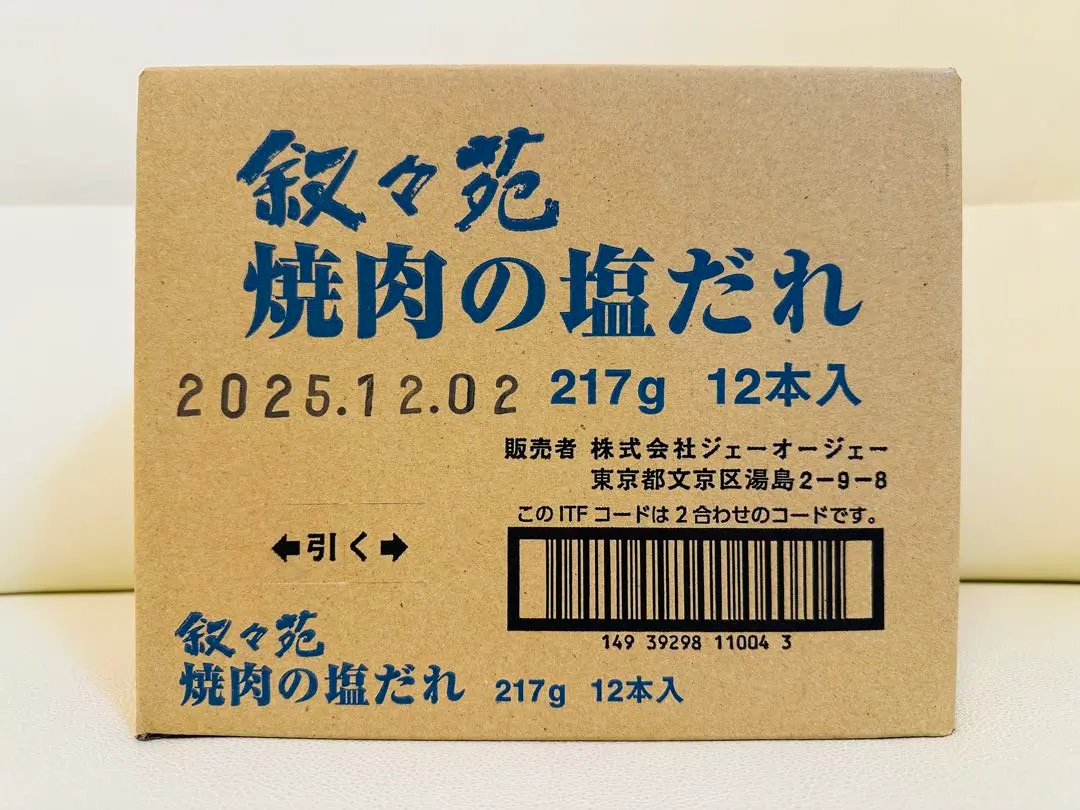 叙々苑
焼肉の塩だれ
2025.12.02 217g 12本入
販売者 株式会社ジェーオージェー
東京都文京区湯島2-9-8
このITFコードは2合わせのコードです。
←引く→
149 39298 11004 3
叙々苑
焼肉の塩だれ 217g 12本入